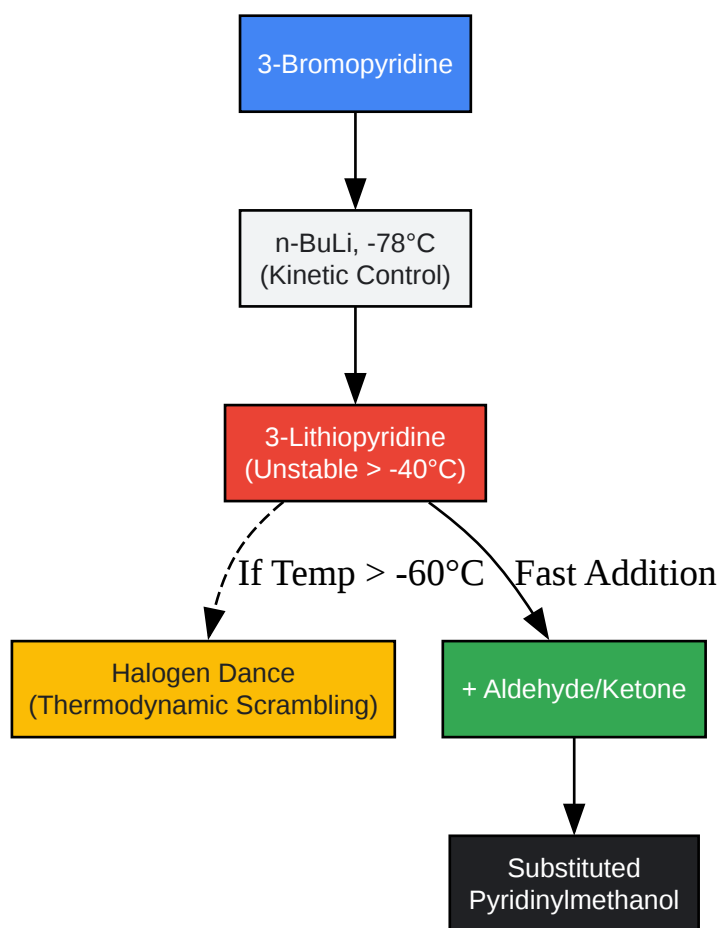 3-Bromopyridine
n-BuLi, -78°C
(Kinetic Control)
3-Lithiopyridine
(Unstable > -40°C)
If Temp > -60°C
Fast Addition
Halogen Dance
(Thermodynamic Scrambling)
+ Aldehyde/Ketone
Substituted
Pyridinylmethanol